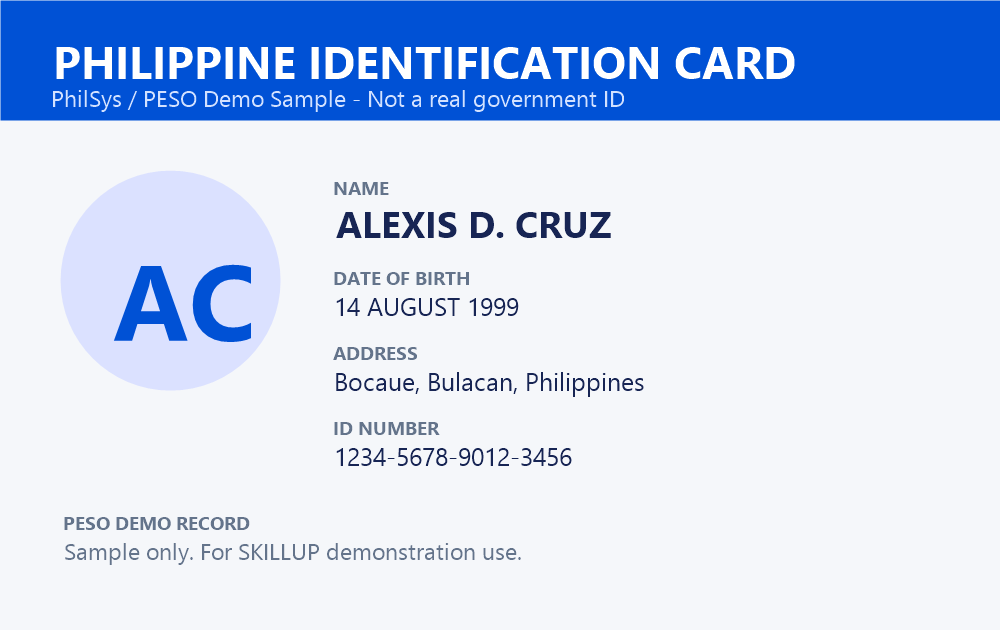 PHILIPPINE IDENTIFICATION CARD
PhilSys / PESO Demo Sample - Not a real government ID
AC
NAME
ALEXIS D. CRUZ
DATE OF BIRTH
14 AUGUST 1999
ADDRESS
Bocaue, Bulacan, Philippines
ID NUMBER
1234-5678-9012-3456
PESO DEMO RECORD
Sample only. For SKILLUP demonstration use.